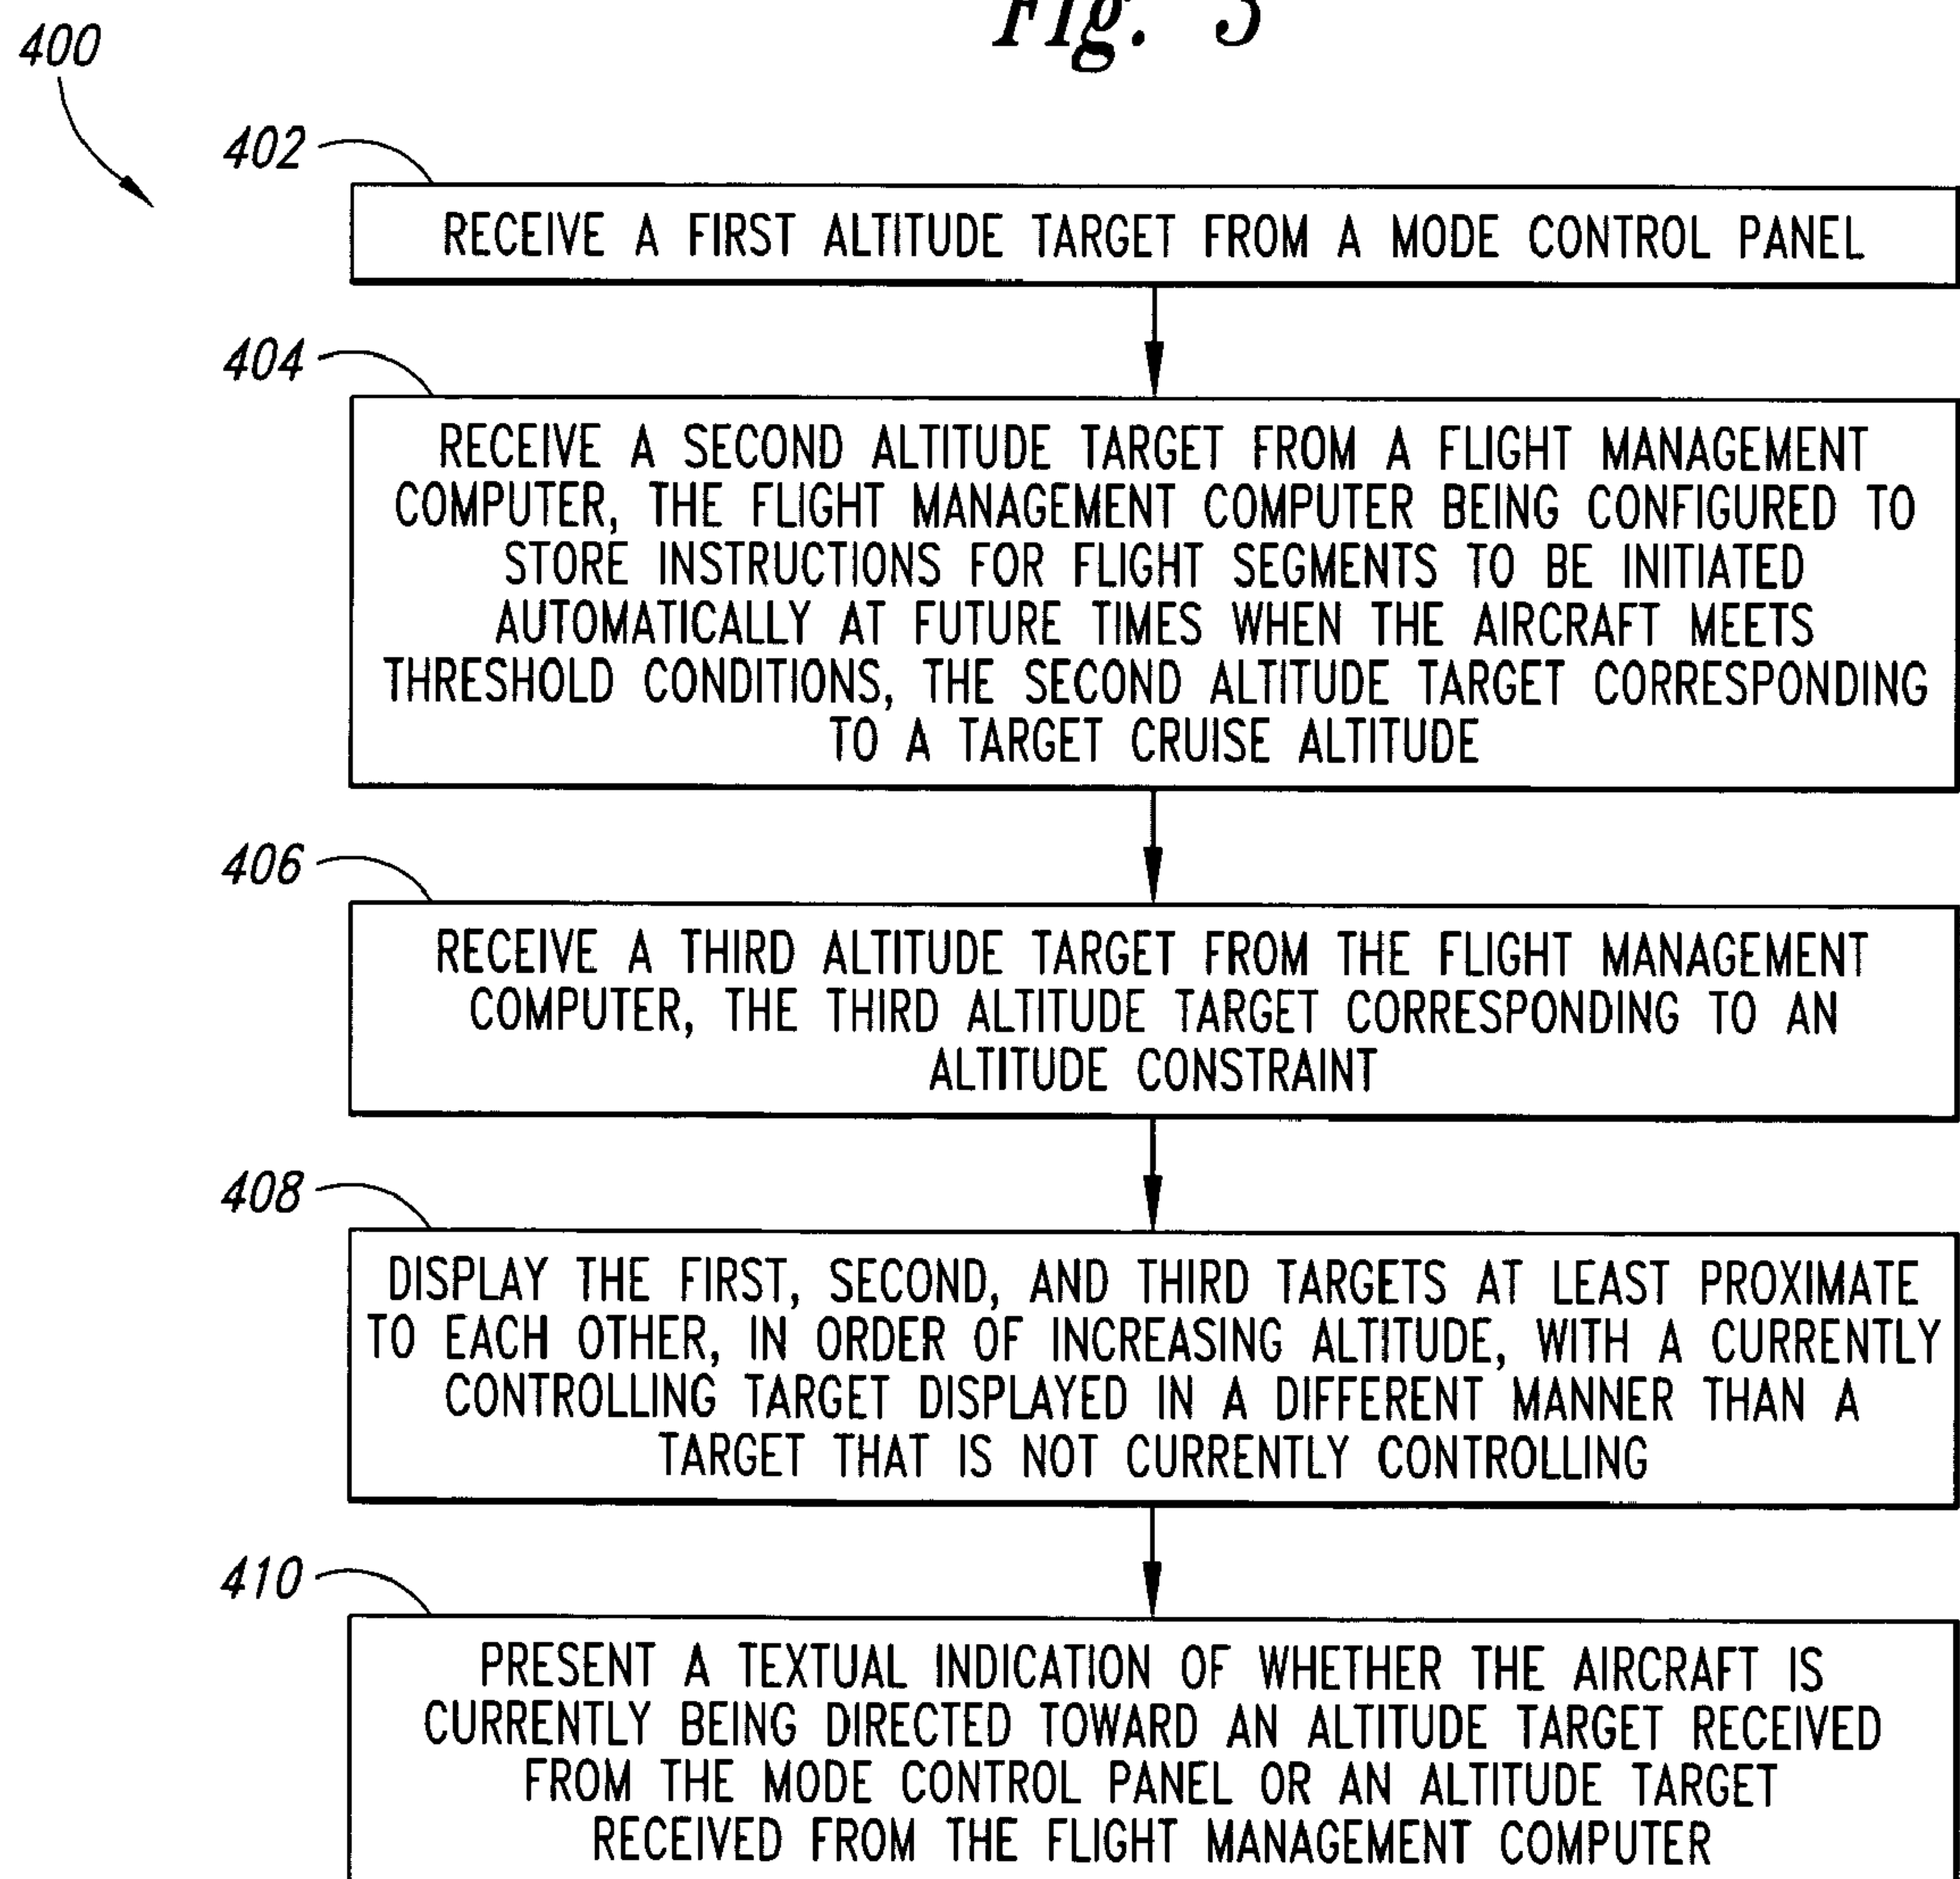 Fig. 3
400
402
RECEIVE A FIRST ALTITUDE TARGET FROM A MODE CONTROL PANEL
404
RECEIVE A SECOND ALTITUDE TARGET FROM A FLIGHT MANAGEMENT
COMPUTER, THE FLIGHT MANAGEMENT COMPUTER BEING CONFIGURED TO
STORE INSTRUCTIONS FOR FLIGHT SEGMENTS TO BE INITIATED
AUTOMATICALLY AT FUTURE TIMES WHEN THE AIRCRAFT MEETS
THRESHOLD CONDITIONS, THE SECOND ALTITUDE TARGET CORRESPONDING
TO A TARGET CRUISE ALTITUDE
406
RECEIVE A THIRD ALTITUDE TARGET FROM THE FLIGHT MANAGEMENT
COMPUTER, THE THIRD ALTITUDE TARGET CORRESPONDING TO AN
ALTITUDE CONSTRAINT
408
DISPLAY THE FIRST, SECOND, AND THIRD TARGETS AT LEAST PROXIMATE
TO EACH OTHER, IN ORDER OF INCREASING ALTITUDE, WITH A CURRENTLY
CONTROLLING TARGET DISPLAYED IN A DIFFERENT MANNER THAN A
TARGET THAT IS NOT CURRENTLY CONTROLLING
410
PRESENT A TEXTUAL INDICATION OF WHETHER THE AIRCRAFT IS
CURRENTLY BEING DIRECTED TOWARD AN ALTITUDE TARGET RECEIVED
FROM THE MODE CONTROL PANEL OR AN ALTITUDE TARGET
RECEIVED FROM THE FLIGHT MANAGEMENT COMPUTER